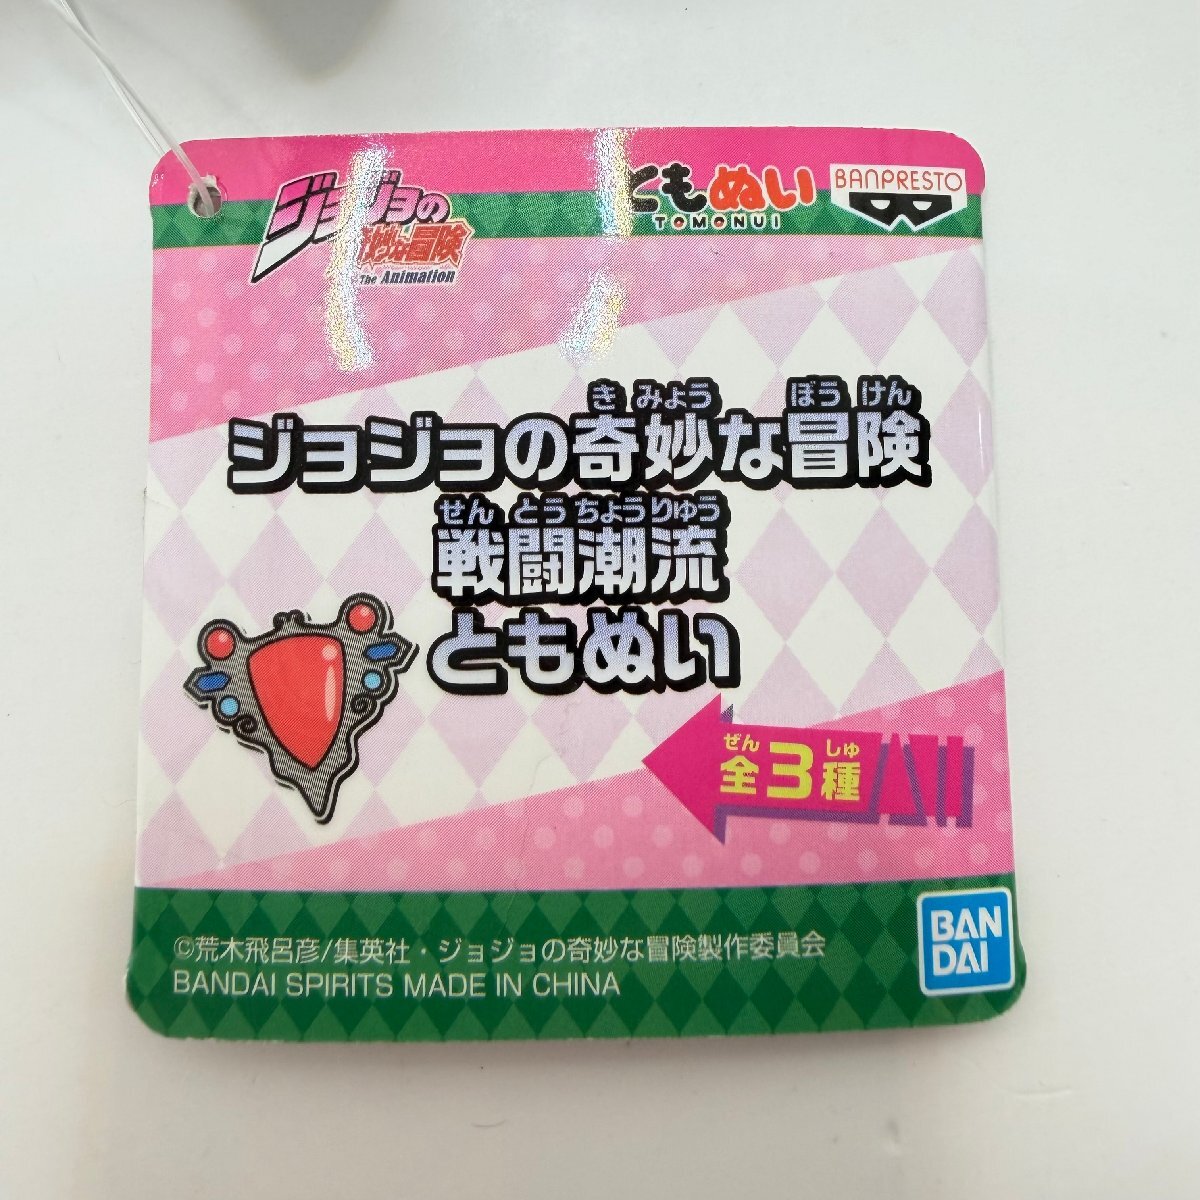 ジョジョの
奇妙な冒険
The Animation
ともぬい
TOMONUI
BANPRESTO
き みょう ぼう けん
ジョジョの奇妙な冒険
せん とう ちょう りゅう
戦闘潮流
ともぬい
ぜん しゅ
全3種
©荒木飛呂彦/集英社・ジョジョの奇妙な冒険製作委員会
BANDAI SPIRITS MADE IN CHINA
BAN
DAI